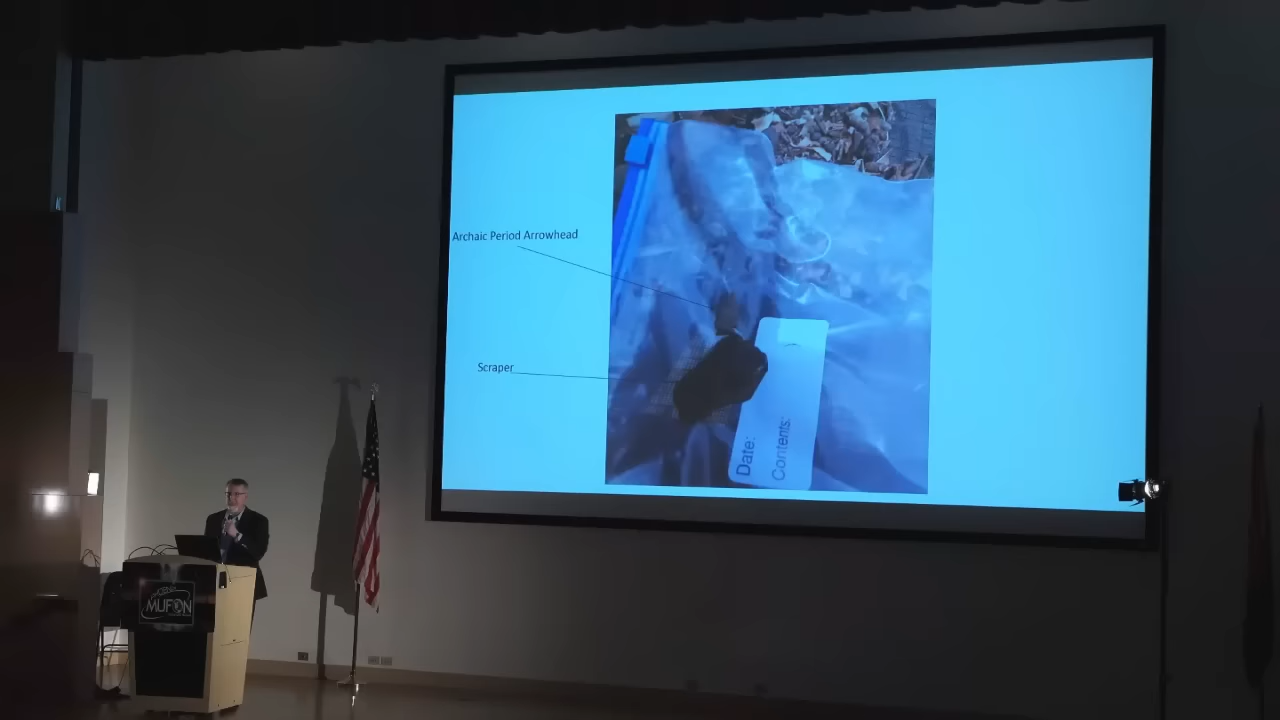 Archaic Period Arrowhead
Scraper
Date:
Contents:
MUFON